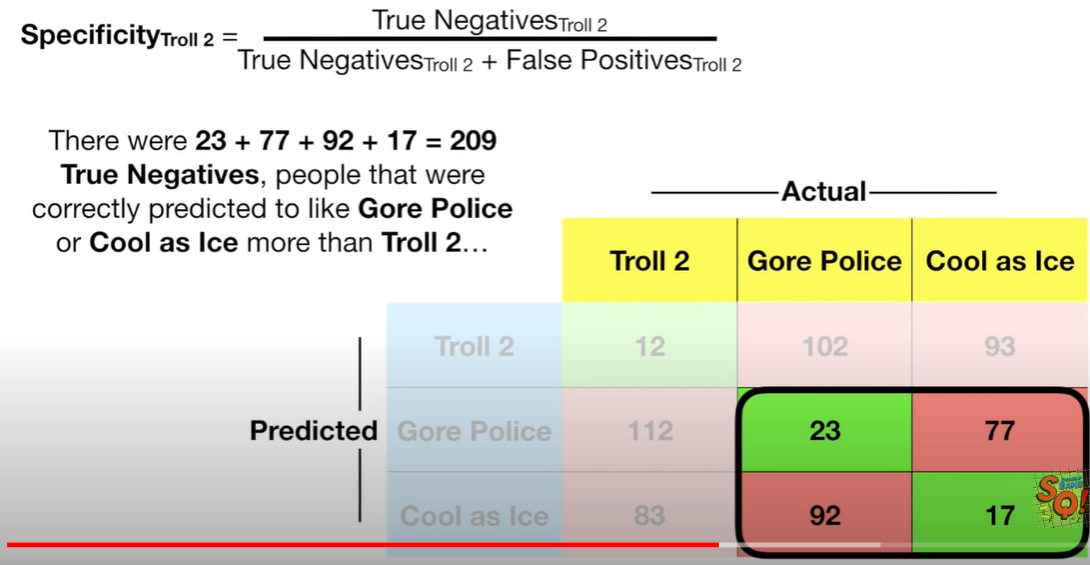 Specificity Troll 2 = True Negatives Troll 2
True Negatives Troll 2 + False Positives Troll 2
There were 23 + 77 + 92 + 17 = 209
True Negatives, people that were
correctly predicted to like Gore Police
or Cool as Ice more than Troll 2…
Actual
Troll 2 Gore Police Cool as Ice
Troll 2 12 102 93
Predicted Gore Police 112 23 77
Cool as Ice 83 92 17
SQ!